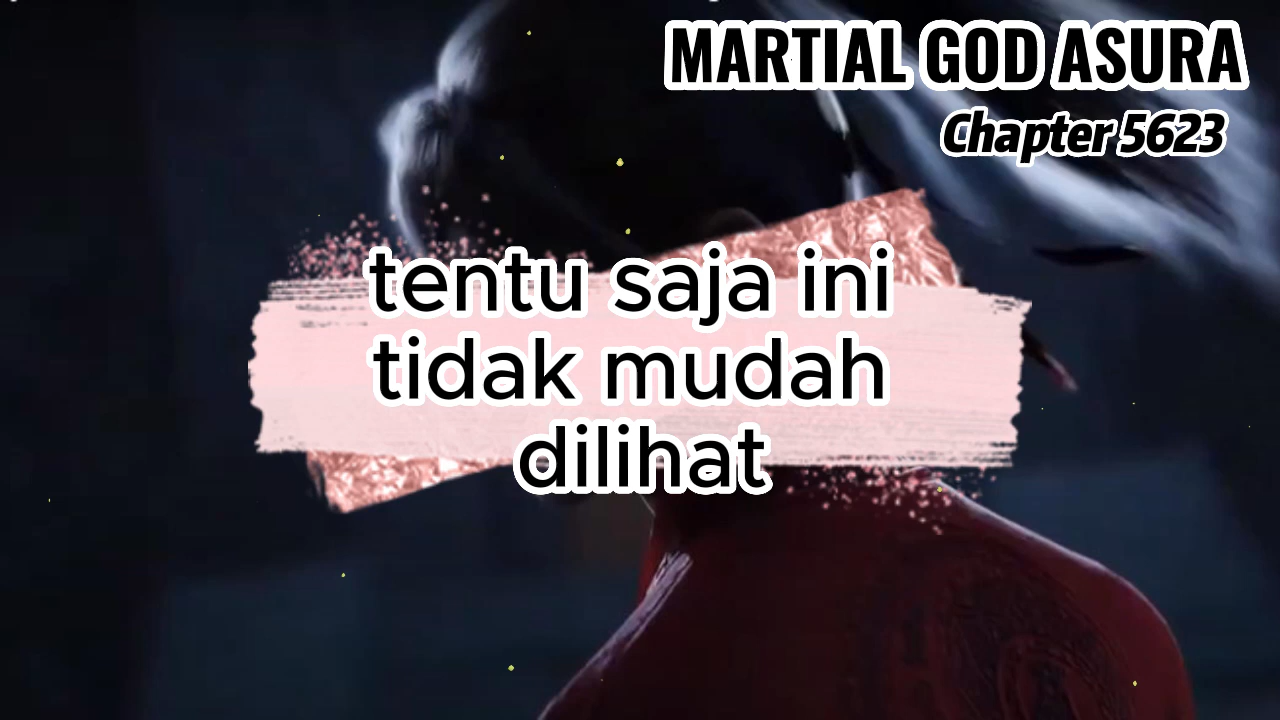 MARTIAL GOD ASURA
Chapter 5623
tentu saja ini
tidak mudah
dilihat